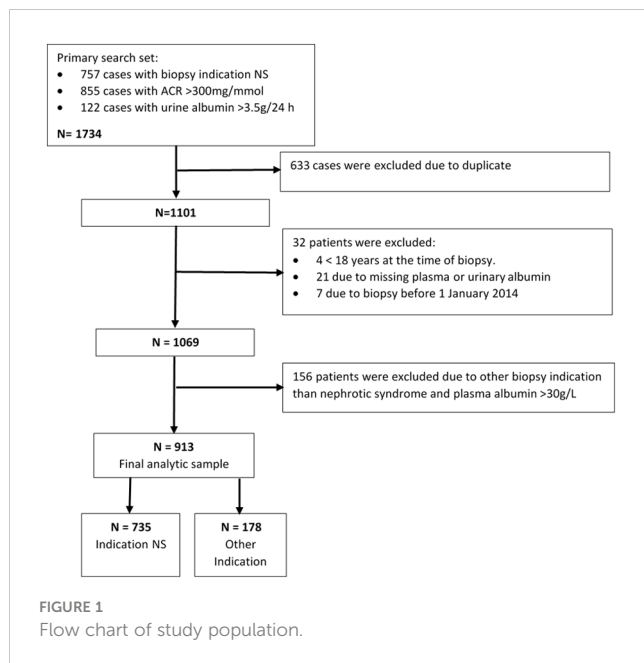 Primary search set:
• 757 cases with biopsy indication NS
• 855 cases with ACR >300mg/mmol
• 122 cases with urine albumin >3.5g/24 h
N= 1734
633 cases were excluded due to duplicate
N=1101
32 patients were excluded:
• 4 < 18 years at the time of biopsy.
• 21 due to missing plasma or urinary albumin
• 7 due to biopsy before 1 January 2014
N = 1069
156 patients were excluded due to other biopsy indication
than nephrotic syndrome and plasma albumin >30g/L
N = 913
Final analytic sample
N = 735
Indication NS
N = 178
Other
Indication
FIGURE 1
Flow chart of study population.